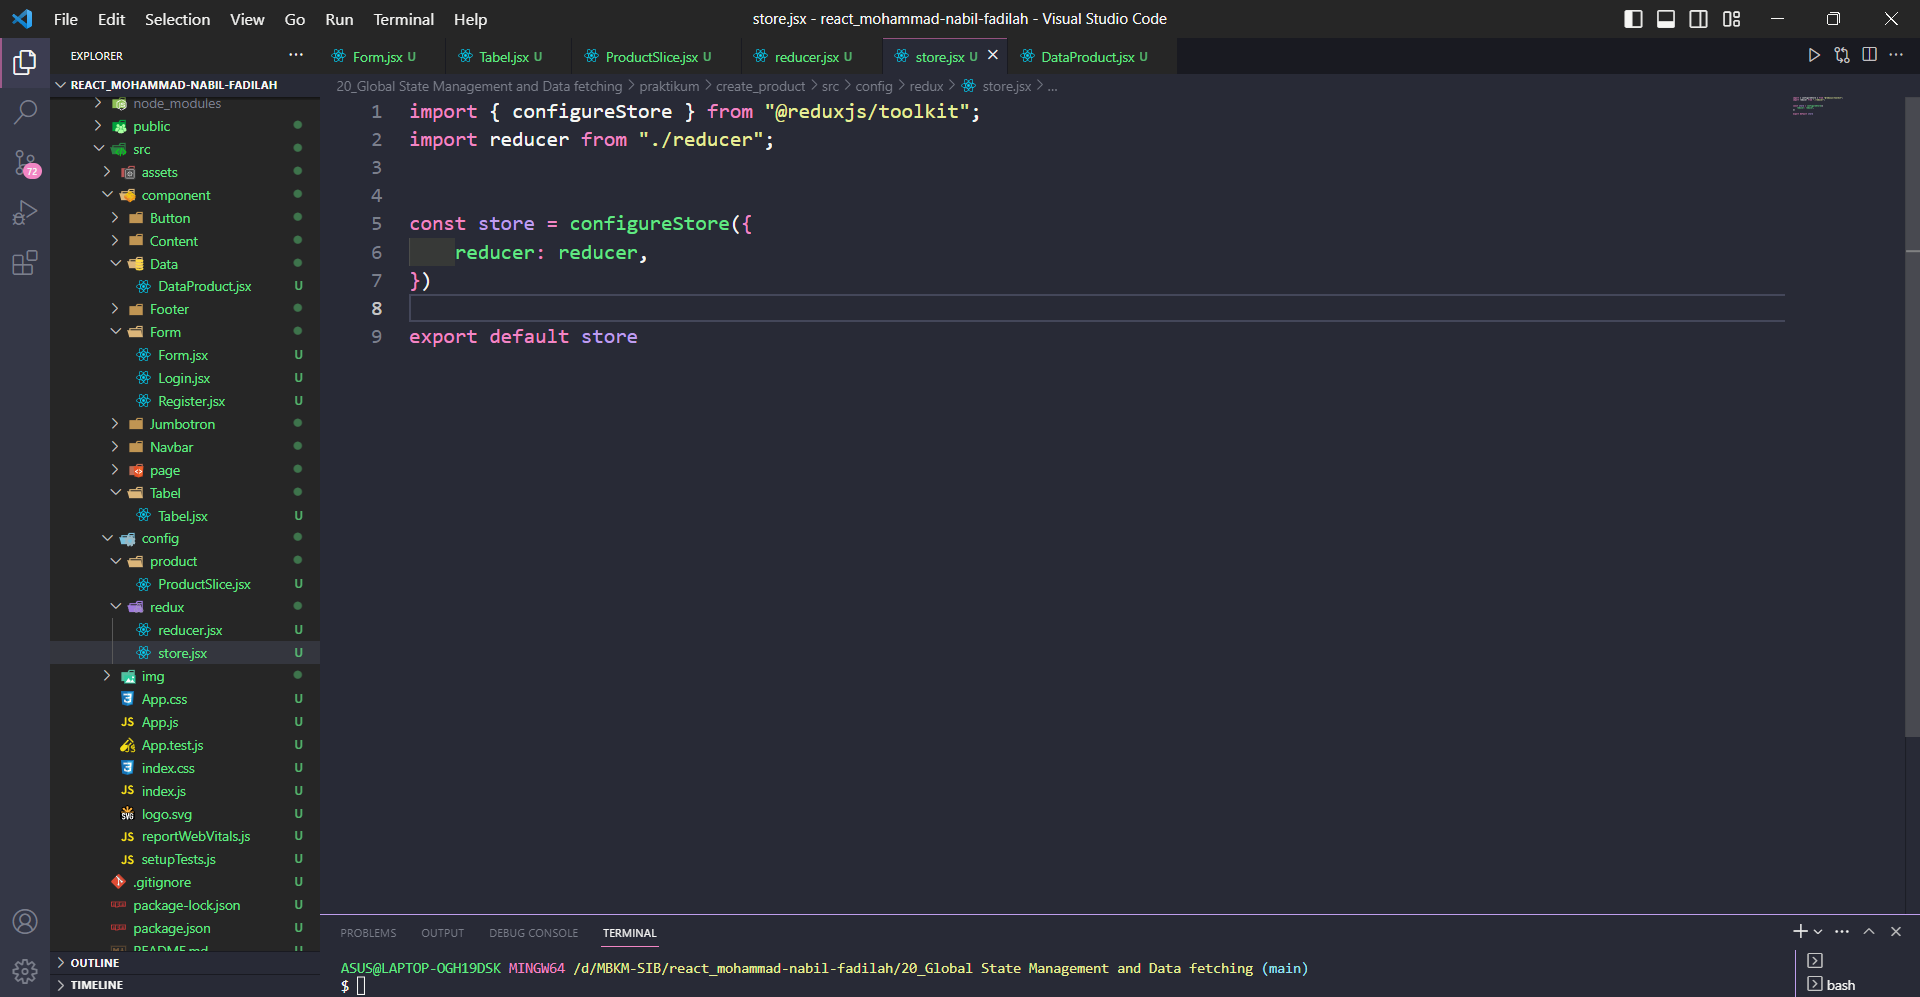 File Edit Selection View Go Run Terminal Help
store.jsx - react_mohammad-nabil-fadilah - Visual Studio Code
EXPLORER
REACT_MOHAMMAD-NABIL-FADILAH
node_modules
public
src
assets
component
Button
Content
Data
DataProduct.jsx U
Footer
Form
Form.jsx U
Login.jsx U
Register.jsx U
Jumbotron
Navbar
page
Tabel
Tabel.jsx U
config
product
ProductSlice.jsx U
redux
reducer.jsx U
store.jsx U
img
App.css U
App.js U
App.test.js U
index.css U
index.js U
logo.svg U
reportWebVitals.js U
setupTests.js U
.gitignore U
package-lock.json U
package.json U
README.md U
OUTLINE
TIMELINE
72
Form.jsx U Tabel.jsx U ProductSlice.jsx U reducer.jsx U store.jsx U DataProduct.jsx U
20_Global State Management and Data fetching > praktikum > create_product > src > config > redux > store.jsx > ...
1 import { configureStore } from "@reduxjs/toolkit";
2 import reducer from "./reducer";
3
4
5 const store = configureStore({
6 reducer: reducer,
7 })
8
9 export default store
PROBLEMS OUTPUT DEBUG CONSOLE TERMINAL
ASUS@LAPTOP-OGH19DSK MINGW64 /d/MBKM-SIB/react_mohammad-nabil-fadilah/20_Global State Management and Data fetching (main)
$
bash